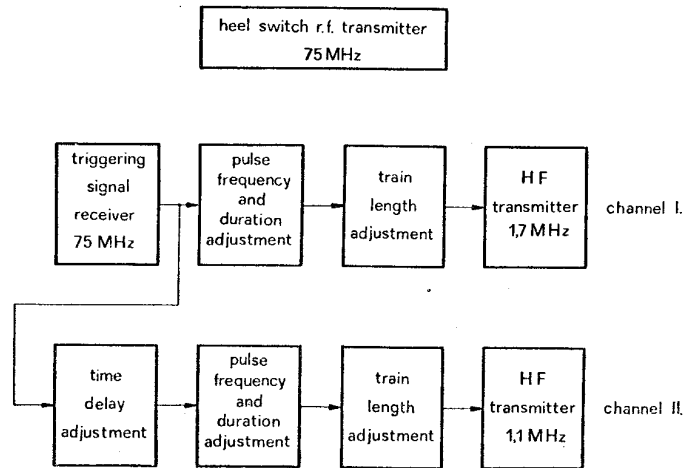 heel switch r.f. transmitter
75 MHz
triggering
signal
receiver
75 MHz
pulse
frequency
and
duration
adjustment
train
length
adjustment
HF
transmitter
1,7 MHz
channel I.
time
delay
adjustment
pulse
frequency
and
duration
adjustment
train
length
adjustment
HF
transmitter
1,1 MHz
channel II.